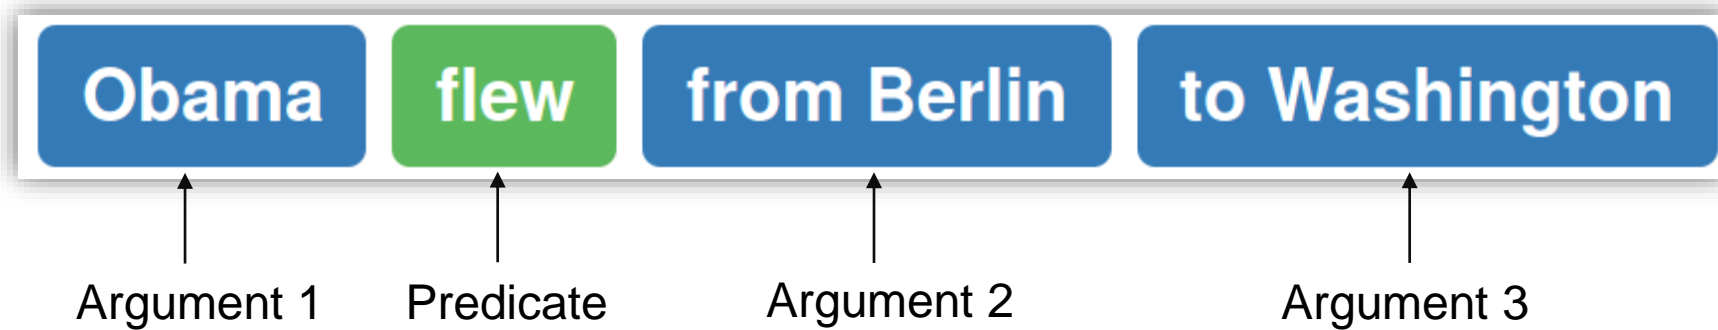 Obama flew from Berlin to Washington
Argument 1 Predicate Argument 2 Argument 3